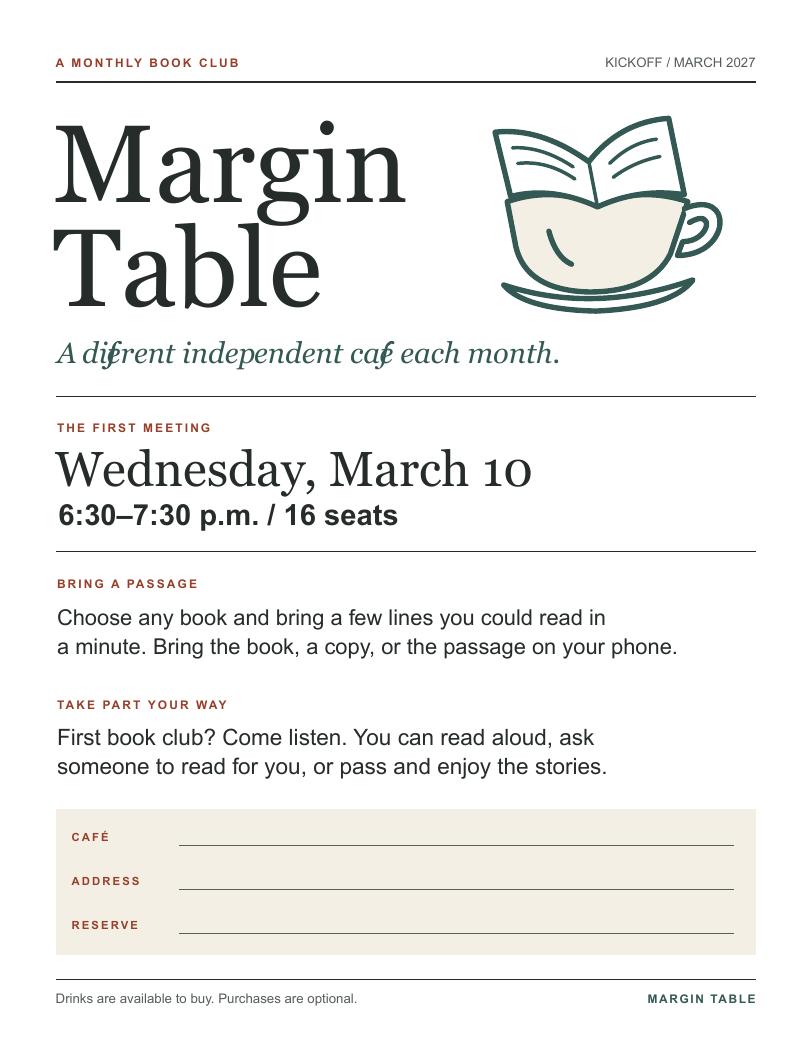 A MONTHLY BOOK CLUB
KICKOFF / MARCH 2027
Margin
Table
A different independent café each month.
THE FIRST MEETING
Wednesday, March 10
6:30–7:30 p.m. / 16 seats
BRING A PASSAGE
Choose any book and bring a few lines you could read in
a minute. Bring the book, a copy, or the passage on your phone.
TAKE PART YOUR WAY
First book club? Come listen. You can read aloud, ask
someone to read for you, or pass and enjoy the stories.
CAFÉ
ADDRESS
RESERVE
Drinks are available to buy. Purchases are optional.
MARGIN TABLE